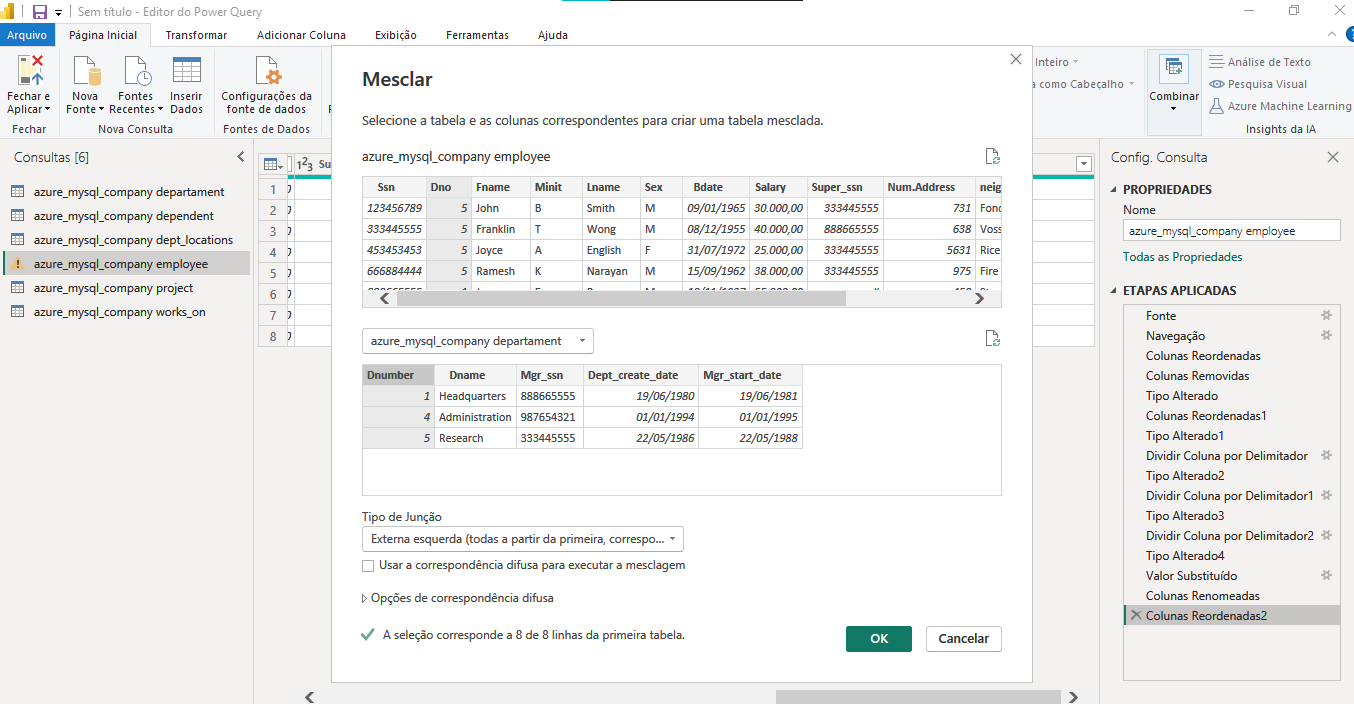 Sem título - Editor do Power Query
Arquivo Página Inicial Transformar Adicionar Coluna Exibição Ferramentas Ajuda
Fechar e Aplicar
Fechar
Nova Fonte
Fontes Recentes
Inserir Dados
Nova Consulta
Configurações da fonte de dados
Fontes de Dados
Inteiro
a como Cabeçalho
Combinar
Análise de Texto
Pesquisa Visual
Azure Machine Learning
Insights da IA
Consultas [6]
azure_mysql_company departament
azure_mysql_company dependent
azure_mysql_company dept_locations
azure_mysql_company employee
azure_mysql_company project
azure_mysql_company works_on
1²3 Su
1
2
3
4
5
6
7
8
Mesclar
Selecione a tabela e as colunas correspondentes para criar uma tabela mesclada.
azure_mysql_company employee
Ssn Dno Fname Minit Lname Sex Bdate Salary Super_ssn Num.Address neig
123456789 5 John B Smith M 09/01/1965 30.000,00 333445555 731 Fond
333445555 5 Franklin T Wong M 08/12/1955 40.000,00 888665555 638 Voss
453453453 5 Joyce A English F 31/07/1972 25.000,00 333445555 5631 Rice
666884444 5 Ramesh K Narayan M 15/09/1962 38.000,00 333445555 975 Fire
azure_mysql_company departament
Dnumber Dname Mgr_ssn Dept_create_date Mgr_start_date
1 Headquarters 888665555 19/06/1980 19/06/1981
4 Administration 987654321 01/01/1994 01/01/1995
5 Research 333445555 22/05/1986 22/05/1988
Tipo de Junção
Externa esquerda (todas a partir da primeira, correspo...
Usar a correspondência difusa para executar a mesclagem
Opções de correspondência difusa
A seleção corresponde a 8 de 8 linhas da primeira tabela.
OK Cancelar
Config. Consulta
PROPRIEDADES
Nome
azure_mysql_company employee
Todas as Propriedades
ETAPAS APLICADAS
Fonte
Navegação
Colunas Reordenadas
Colunas Removidas
Tipo Alterado
Colunas Reordenadas1
Tipo Alterado1
Dividir Coluna por Delimitador
Tipo Alterado2
Dividir Coluna por Delimitador1
Tipo Alterado3
Dividir Coluna por Delimitador2
Tipo Alterado4
Valor Substituído
Colunas Renomeadas
Colunas Reordenadas2